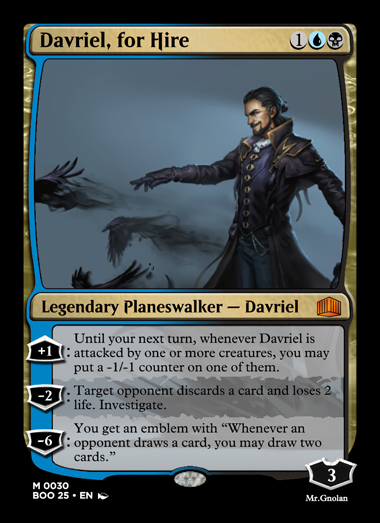 Davriel, for Hire 1
Legendary Planeswalker — Davriel
+1 : Until your next turn, whenever Davriel is
attacked by one or more creatures, you may
put a -1/-1 counter on one of them.
-2 : Target opponent discards a card and loses 2
life. Investigate.
-6 : You get an emblem with “Whenever an
opponent draws a card, you may draw two
cards.”
3
M 0030
BOO 25 • EN
Mr.Gnolan